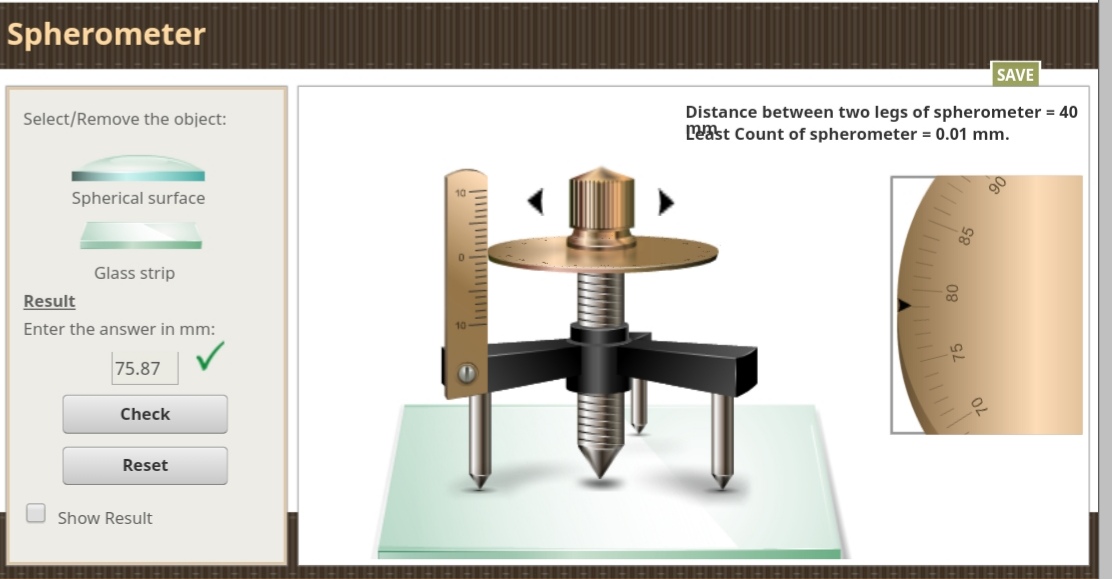 Spherometer
SAVE
Select/Remove the object:
Spherical surface
Glass strip
Result
Enter the answer in mm:
75.87
Check
Reset
Show Result
Distance between two legs of spherometer = 40
mm
Least Count of spherometer = 0.01 mm.
10
0
10
90
85
80
75
70